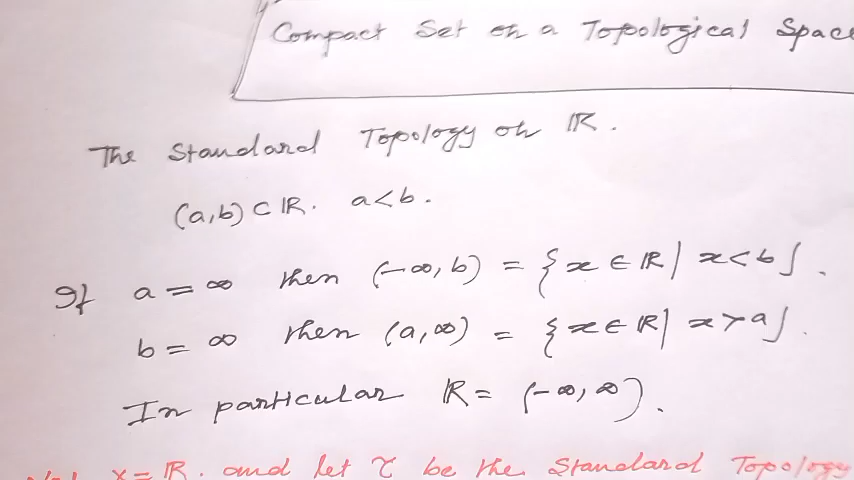 Compact Set on a Topological Space
The Standard Topology on ℝ.
(a,b) ⊂ ℝ. a<b.
If a = ∞ then (-∞, b) = {x ∈ ℝ | x < b}.
b = ∞ then (a, ∞) = {x ∈ ℝ | x > a}.
In particular ℝ = (-∞, ∞).
X = ℝ. and let τ be the Standard Topology